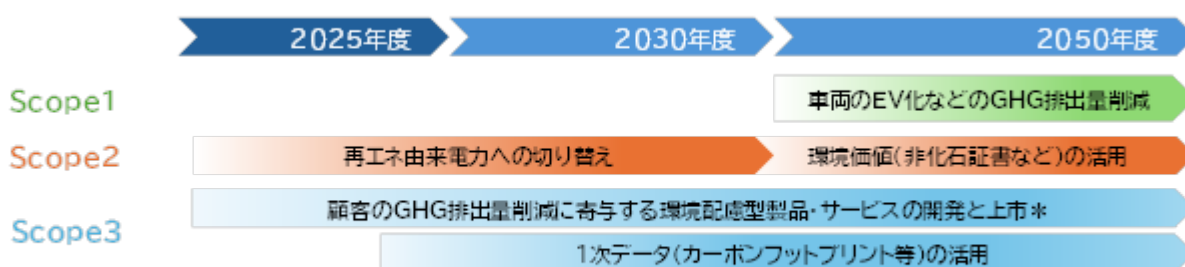 2025年度 2030年度 2050年度
Scope1
車両のEV化などのGHG排出量削減
Scope2
再エネ由来電力への切り替え 環境価値(非化石証書など)の活用
Scope3
顧客のGHG排出量削減に寄与する環境配慮型製品・サービスの開発と上市*
1次データ(カーボンフットプリント等)の活用